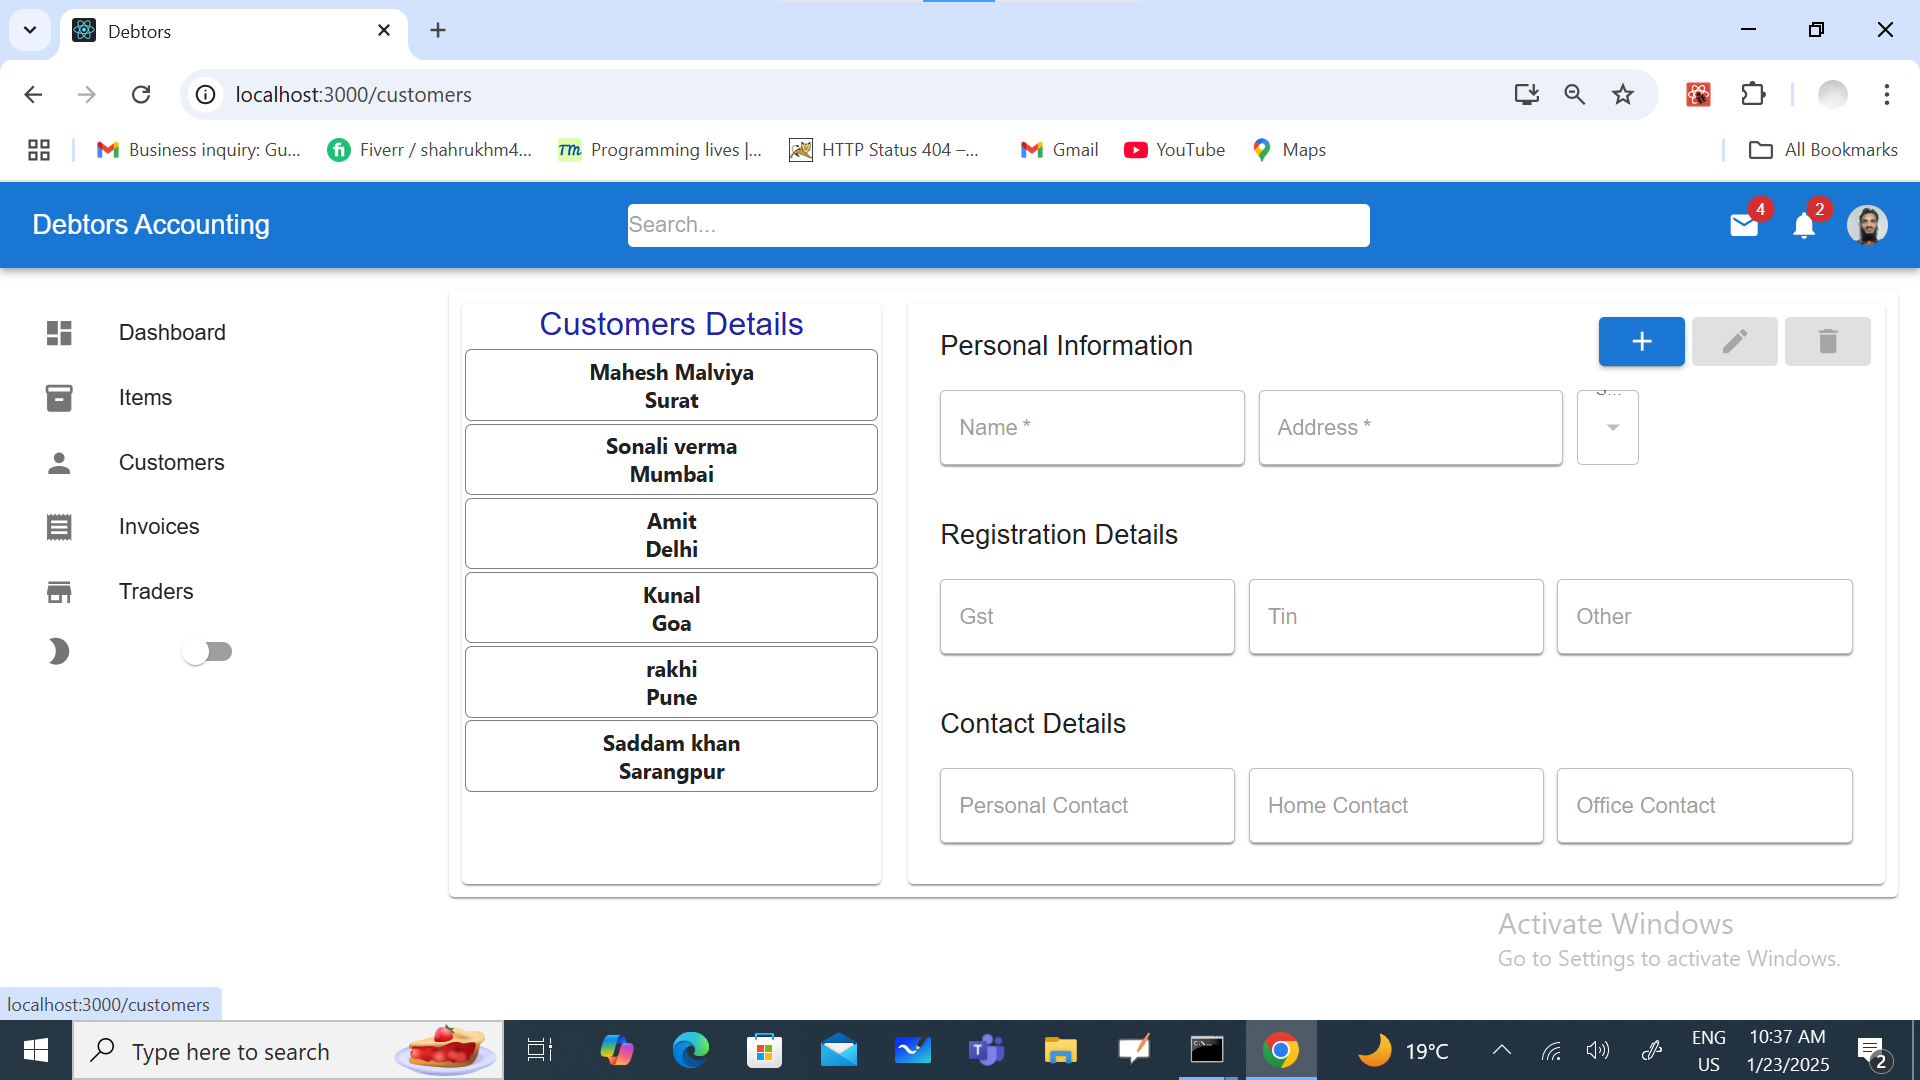 Debtors
localhost:3000/customers
Business inquiry: Gu...
Fiverr / shahrukhm4...
TM
Programming lives |...
HTTP Status 404 –...
Gmail
YouTube
Maps
All Bookmarks
Debtors Accounting
Search...
4
2
Dashboard
Items
Customers
Invoices
Traders
Customers Details
Mahesh Malviya
Surat
Sonali verma
Mumbai
Amit
Delhi
Kunal
Goa
rakhi
Pune
Saddam khan
Sarangpur
Personal Information
Name *
Address *
Registration Details
Gst
Tin
Other
Contact Details
Personal Contact
Home Contact
Office Contact
Activate Windows
Go to Settings to activate Windows.
localhost:3000/customers
Type here to search
19°C
ENG
US
10:37 AM
1/23/2025
2